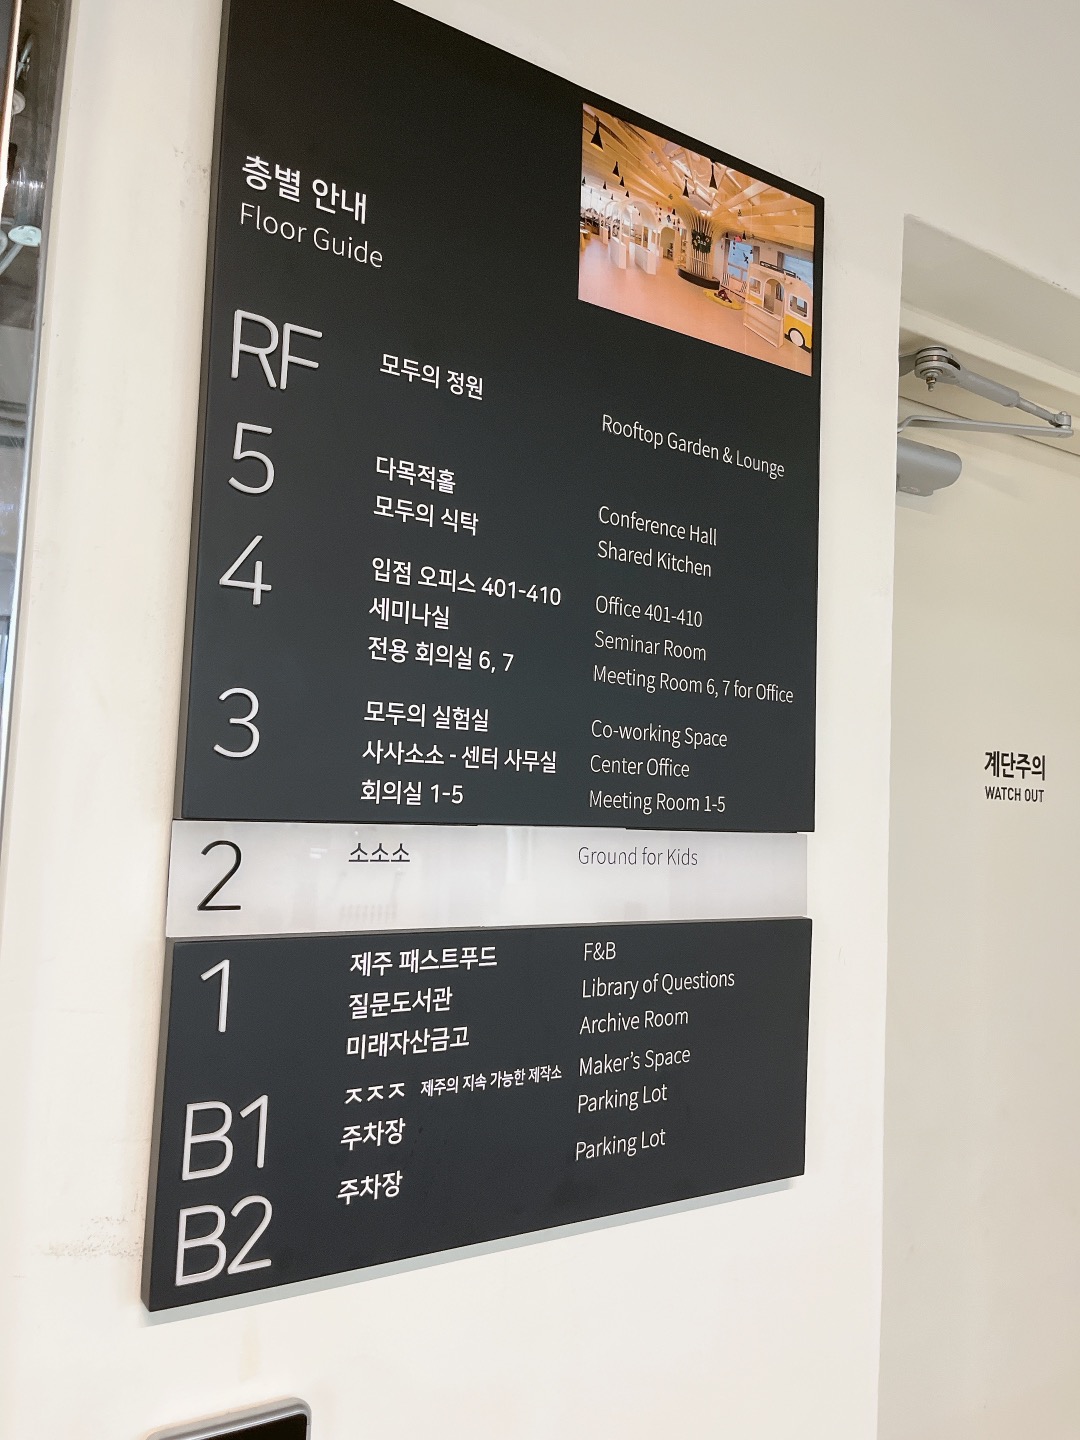 층별 안내
Floor Guide
RF 모두의 정원 Rooftop Garden & Lounge
5 다목적홀 Conference Hall
모두의 식탁 Shared Kitchen
4 입점 오피스 401-410 Office 401-410
세미나실 Seminar Room
전용 회의실 6, 7 Meeting Room 6, 7 for Office
3 모두의 실험실 Co-working Space
사사소소 - 센터 사무실 Center Office
회의실 1-5 Meeting Room 1-5
2 소소소 Ground for Kids
1 제주 패스트푸드 F&B
질문도서관 Library of Questions
미래자산금고 Archive Room
B1 ㅈㅈㅈ 제주의 지속 가능한 제작소 Maker's Space
주차장 Parking Lot
B2 주차장 Parking Lot
계단주의
WATCH OUT